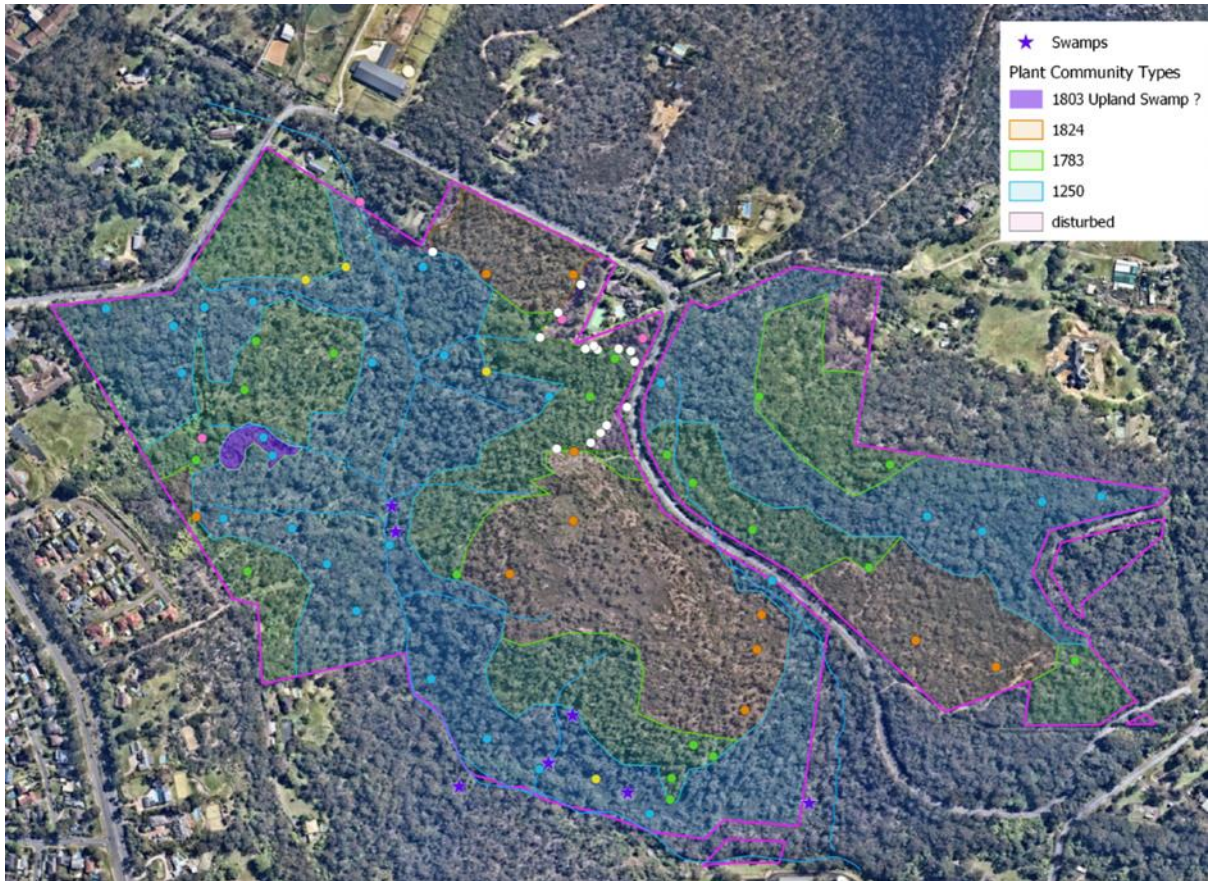 Swamps
Plant Community Types
1803 Upland Swamp ?
1824
1783
1250
disturbed